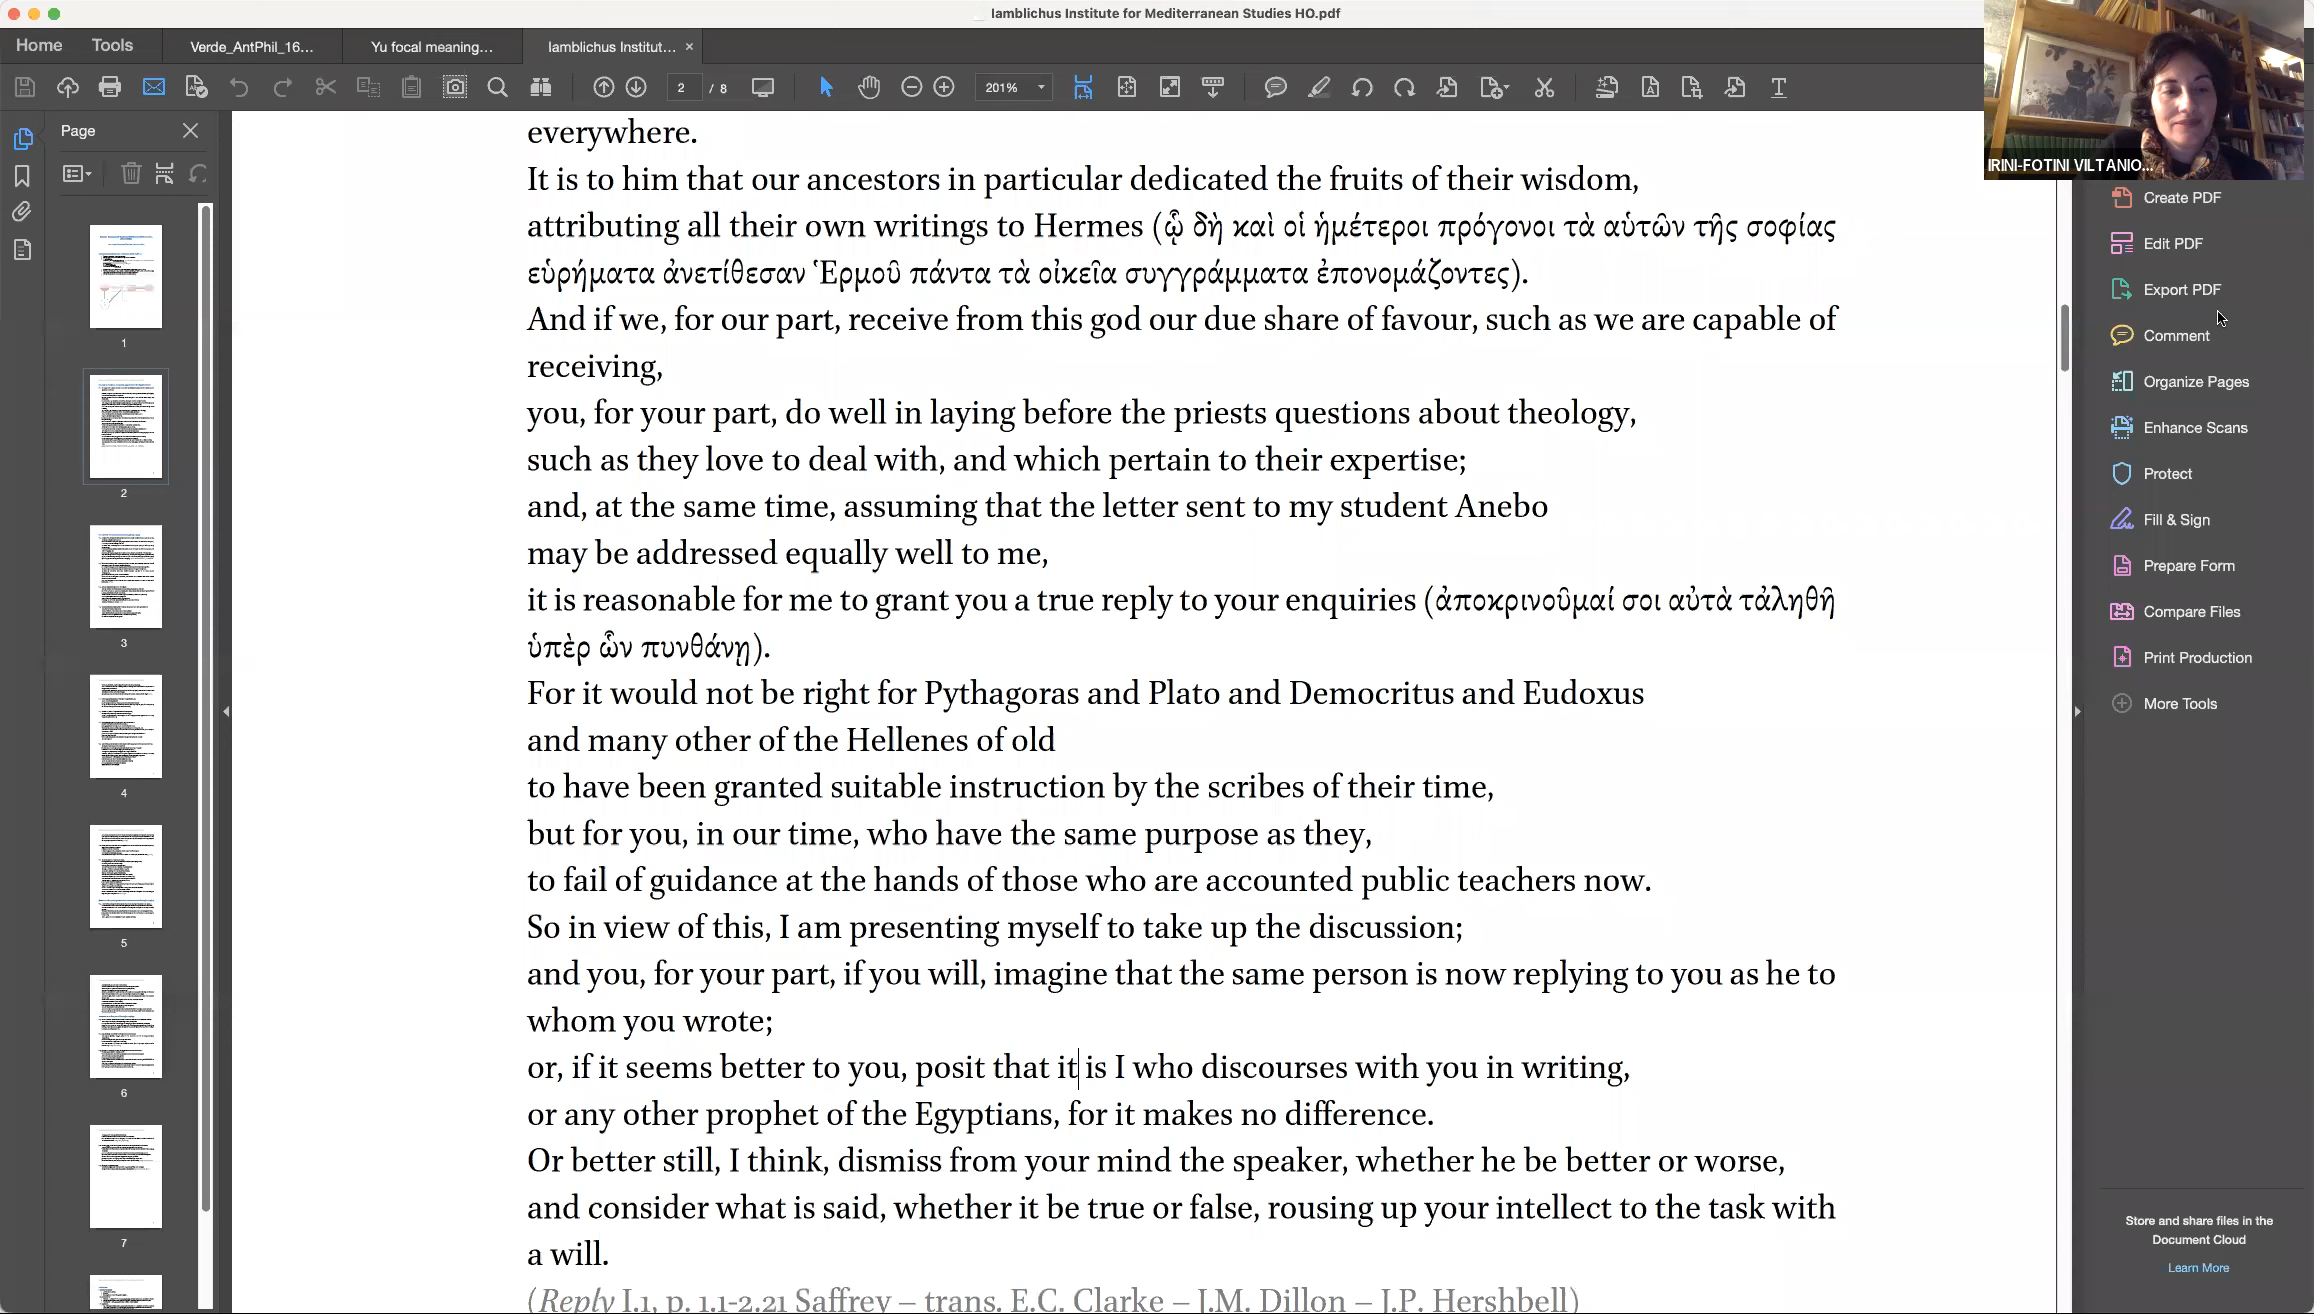 Iamblichus Institute for Mediterranean Studies HO.pdf
Home
Tools
Verde_AntPhil_16...
Yu focal meaning...
Iamblichus Institut...
2 / 8
201%
IRINI-FOTINI VILTANIO...
Page
1
2
3
4
5
6
7
everywhere.
It is to him that our ancestors in particular dedicated the fruits of their wisdom,
attributing all their own writings to Hermes (ᾧ δὴ καὶ οἱ ἡμέτεροι πρόγονοι τὰ αὑτῶν τῆς σοφίας
εὑρήματα ἀνετίθεσαν Ἑρμοῦ πάντα τὰ οἰκεῖα συγγράμματα ἐπονομάζοντες).
And if we, for our part, receive from this god our due share of favour, such as we are capable of
receiving,
you, for your part, do well in laying before the priests questions about theology,
such as they love to deal with, and which pertain to their expertise;
and, at the same time, assuming that the letter sent to my student Anebo
may be addressed equally well to me,
it is reasonable for me to grant you a true reply to your enquiries (ἀποκρινοῦμαί σοι αὐτὰ τἀληθῆ
ὑπὲρ ὧν πυνθάνῃ).
For it would not be right for Pythagoras and Plato and Democritus and Eudoxus
and many other of the Hellenes of old
to have been granted suitable instruction by the scribes of their time,
but for you, in our time, who have the same purpose as they,
to fail of guidance at the hands of those who are accounted public teachers now.
So in view of this, I am presenting myself to take up the discussion;
and you, for your part, if you will, imagine that the same person is now replying to you as he to
whom you wrote;
or, if it seems better to you, posit that it is I who discourses with you in writing,
or any other prophet of the Egyptians, for it makes no difference.
Or better still, I think, dismiss from your mind the speaker, whether he be better or worse,
and consider what is said, whether it be true or false, rousing up your intellect to the task with
a will.
(Reply I.1, p. 1.1-2.21 Saffrey – trans. E.C. Clarke – J.M. Dillon – J.P. Hershbell)
Create PDF
Edit PDF
Export PDF
Comment
Organize Pages
Enhance Scans
Protect
Fill & Sign
Prepare Form
Compare Files
Print Production
More Tools
Store and share files in the
Document Cloud
Learn More